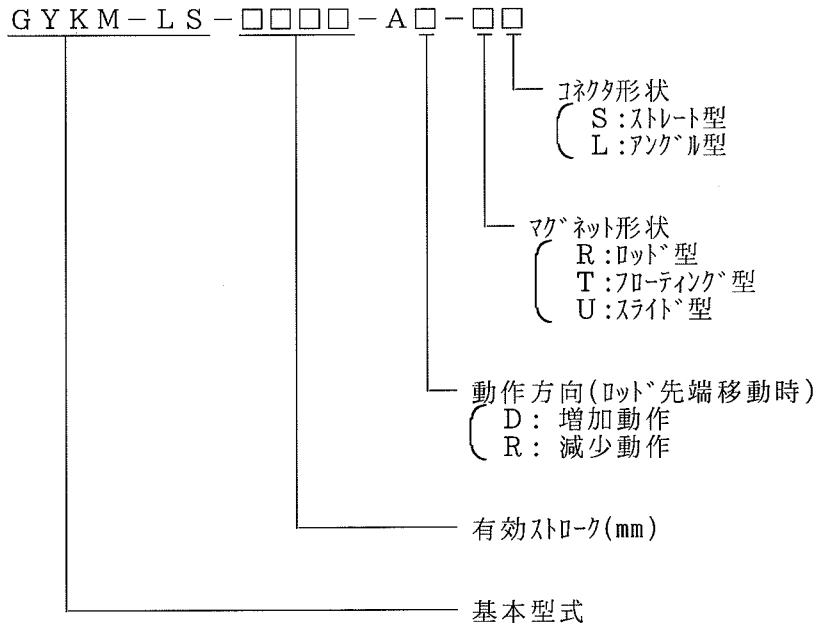 GYKM-LS-□□□□-A□-□□
コネクタ形状
S:ストレート型
L:アングル型
マグネット形状
R:ロッド型
T:フローティング型
U:スライド型
動作方向(ロッド先端移動時)
D: 増加動作
R: 減少動作
有効ストローク(mm)
基本型式